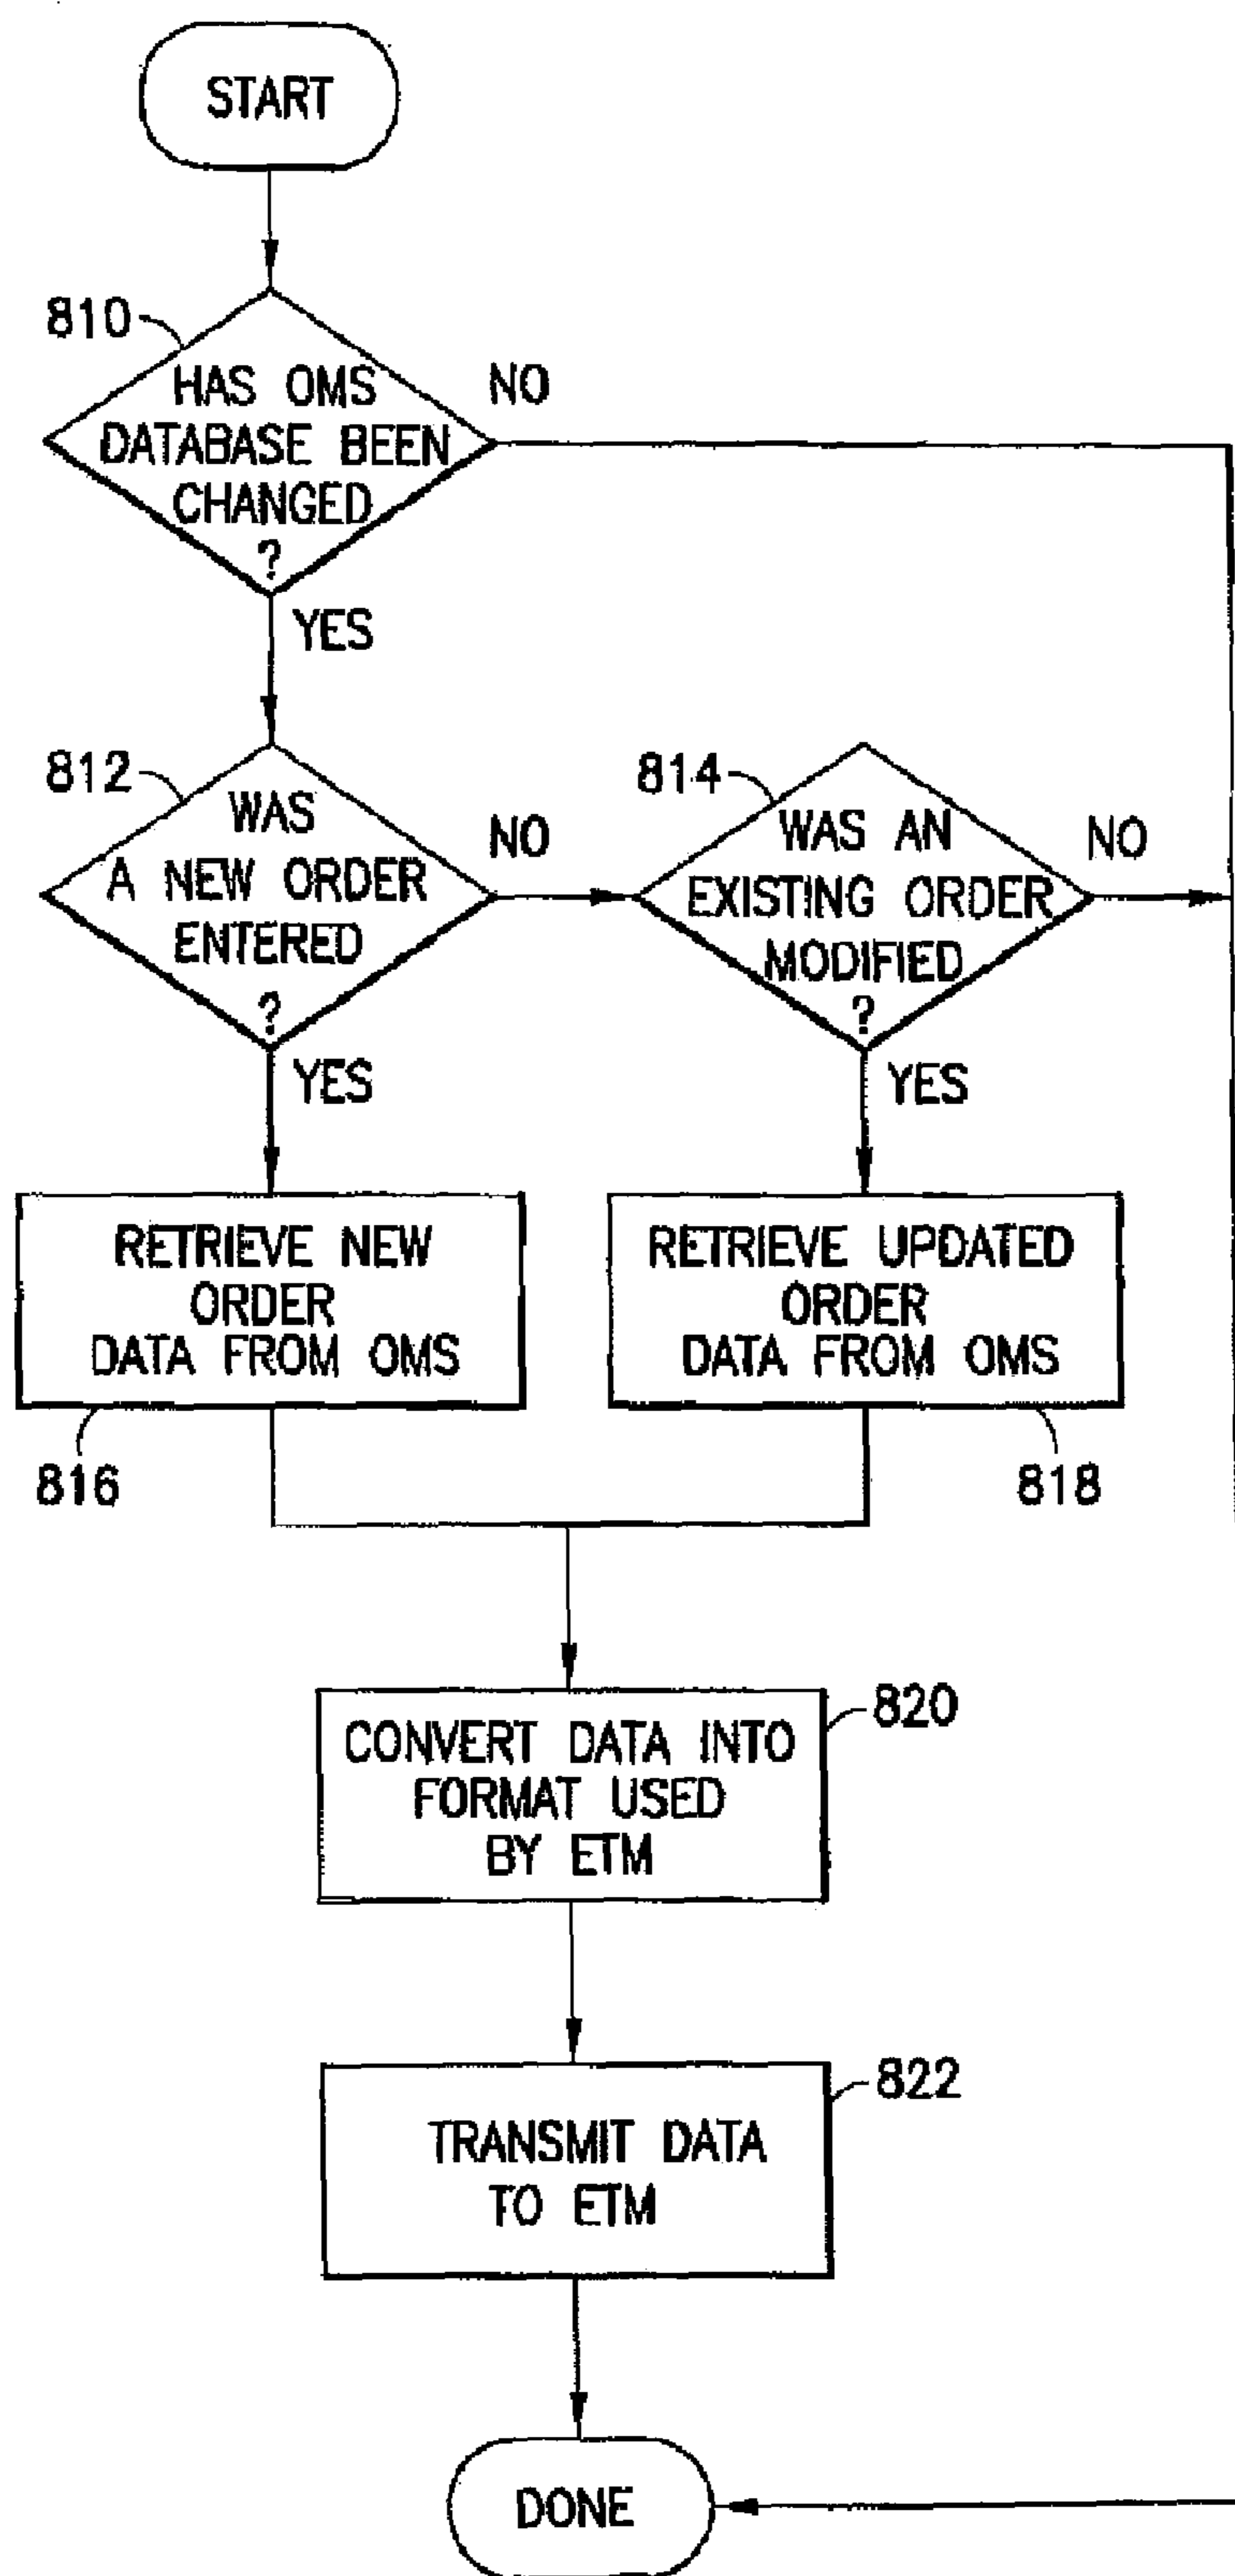 START
810
HAS OMS
DATABASE BEEN
CHANGED
?
NO
YES
812
WAS
A NEW ORDER
ENTERED
?
NO
YES
814
WAS AN
EXISTING ORDER
MODIFIED
?
NO
YES
RETRIEVE NEW
ORDER
DATA FROM OMS
816
RETRIEVE UPDATED
ORDER
DATA FROM OMS
818
CONVERT DATA INTO
FORMAT USED
BY ETM
820
TRANSMIT DATA
TO ETM
822
DONE